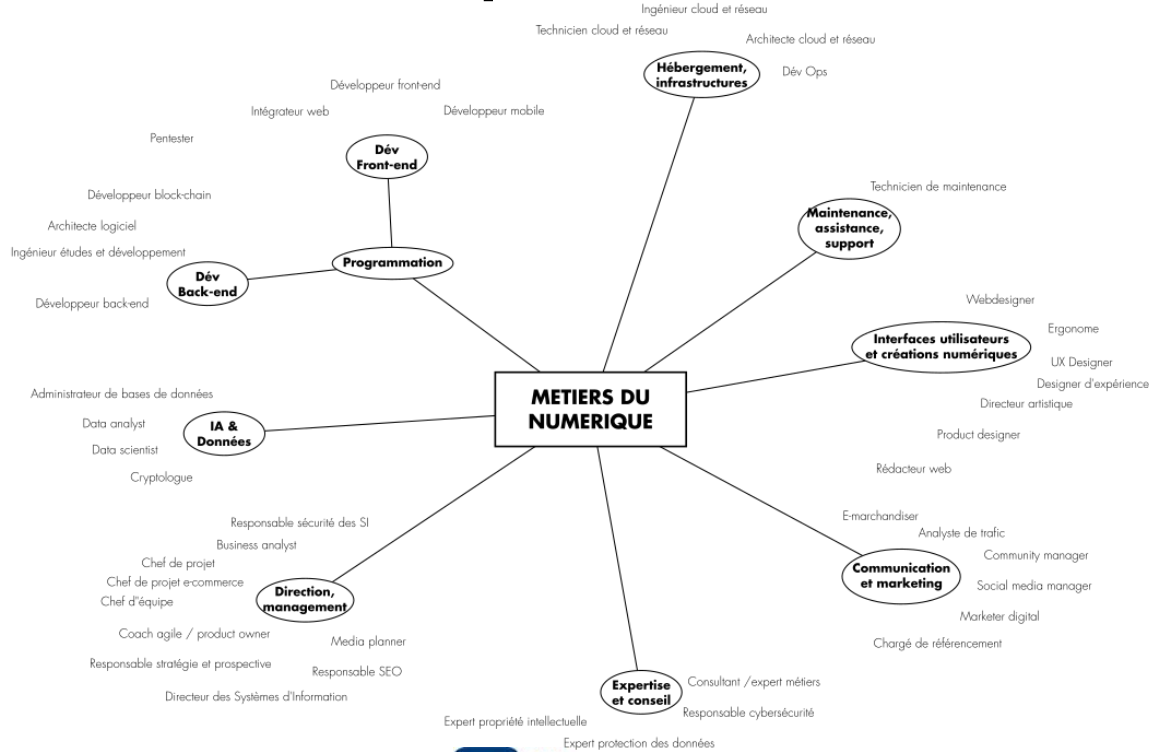 Ingénieur cloud et réseau
Technicien cloud et réseau
Architecte cloud et réseau
Hébergement,
infrastructures
Dév Ops
Développeur front-end
Intégrateur web
Développeur mobile
Dév
Front-end
Pentester
Développeur block-chain
Architecte logiciel
Ingénieur études et développement
Dév
Back-end
Développeur back-end
Programmation
Technicien de maintenance
Maintenance,
assistance,
support
Webdesigner
Ergonome
Interfaces utilisateurs
et créations numériques
UX Designer
Designer d'expérience
Directeur artistique
Product designer
Rédacteur web
METIERS DU
NUMERIQUE
Administrateur de bases de données
Data analyst
IA &
Données
Data scientist
Cryptologue
Responsable sécurité des SI
Business analyst
Chef de projet
Chef de projet e-commerce
Chef d"équipe
Direction,
management
Coach agile / product owner
Media planner
Responsable stratégie et prospective
Responsable SEO
Directeur des Systèmes d'Information
E-marchandiser
Analyste de trafic
Community manager
Communication
et marketing
Social media manager
Marketer digital
Chargé de référencement
Expertise
et conseil
Consultant /expert métiers
Responsable cybersécurité
Expert propriété intellectuelle
Expert protection des données